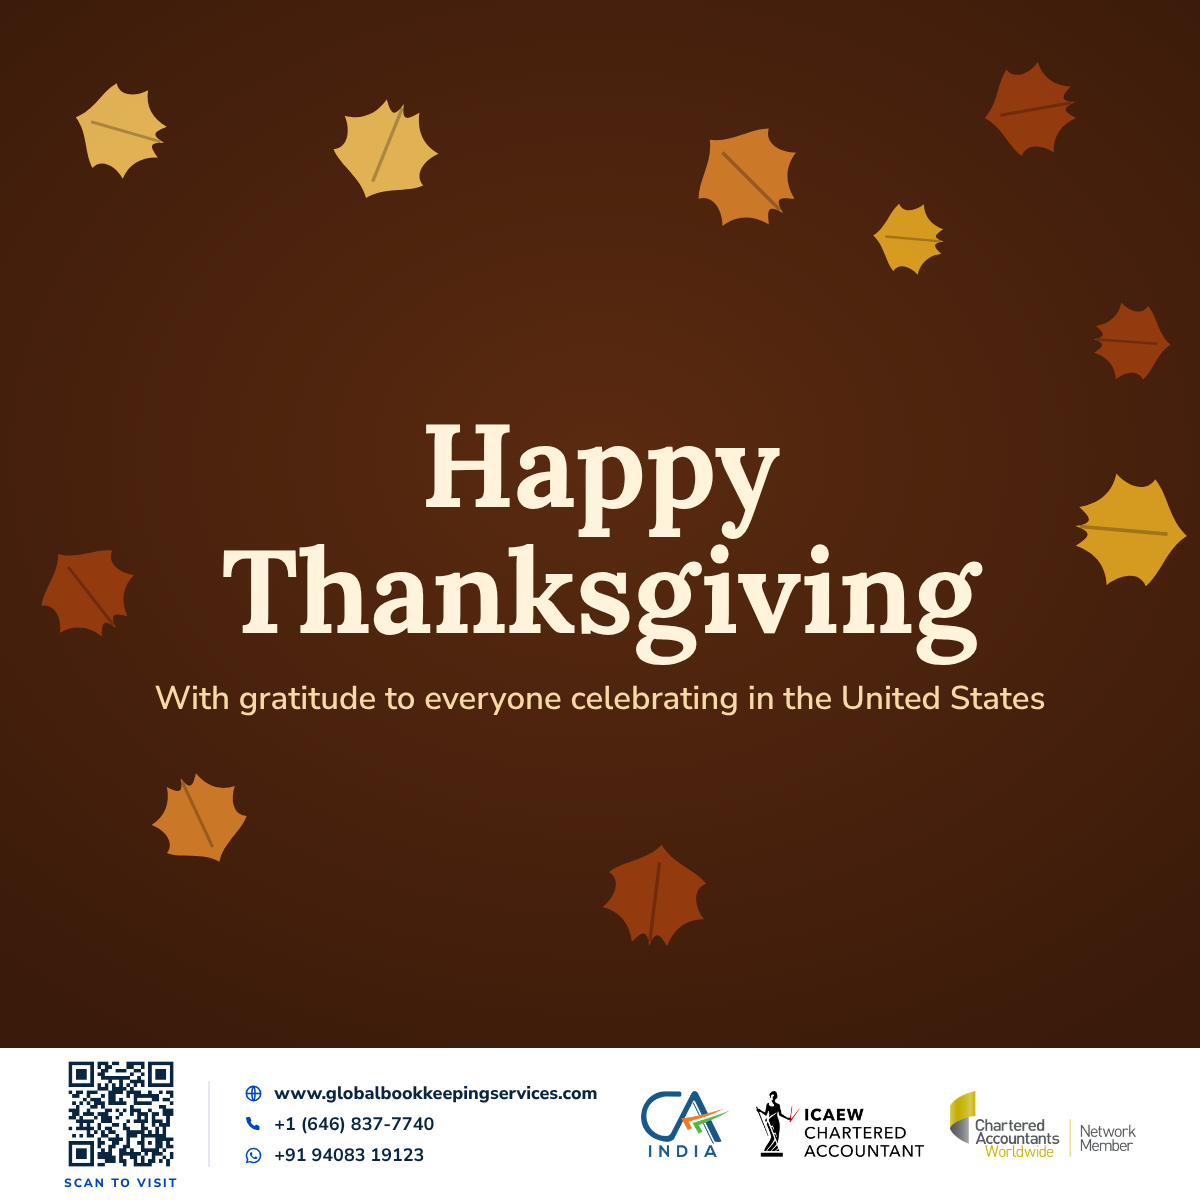 Happy
Thanksgiving
With gratitude to everyone celebrating in the United States
SCAN TO VISIT
www.globalbookkeepingservices.com
+1 (646) 837-7740
+91 94083 19123
CA
INDIA
ICAEW
CHARTERED
ACCOUNTANT
Chartered
Accountants
Worldwide
Network
Member